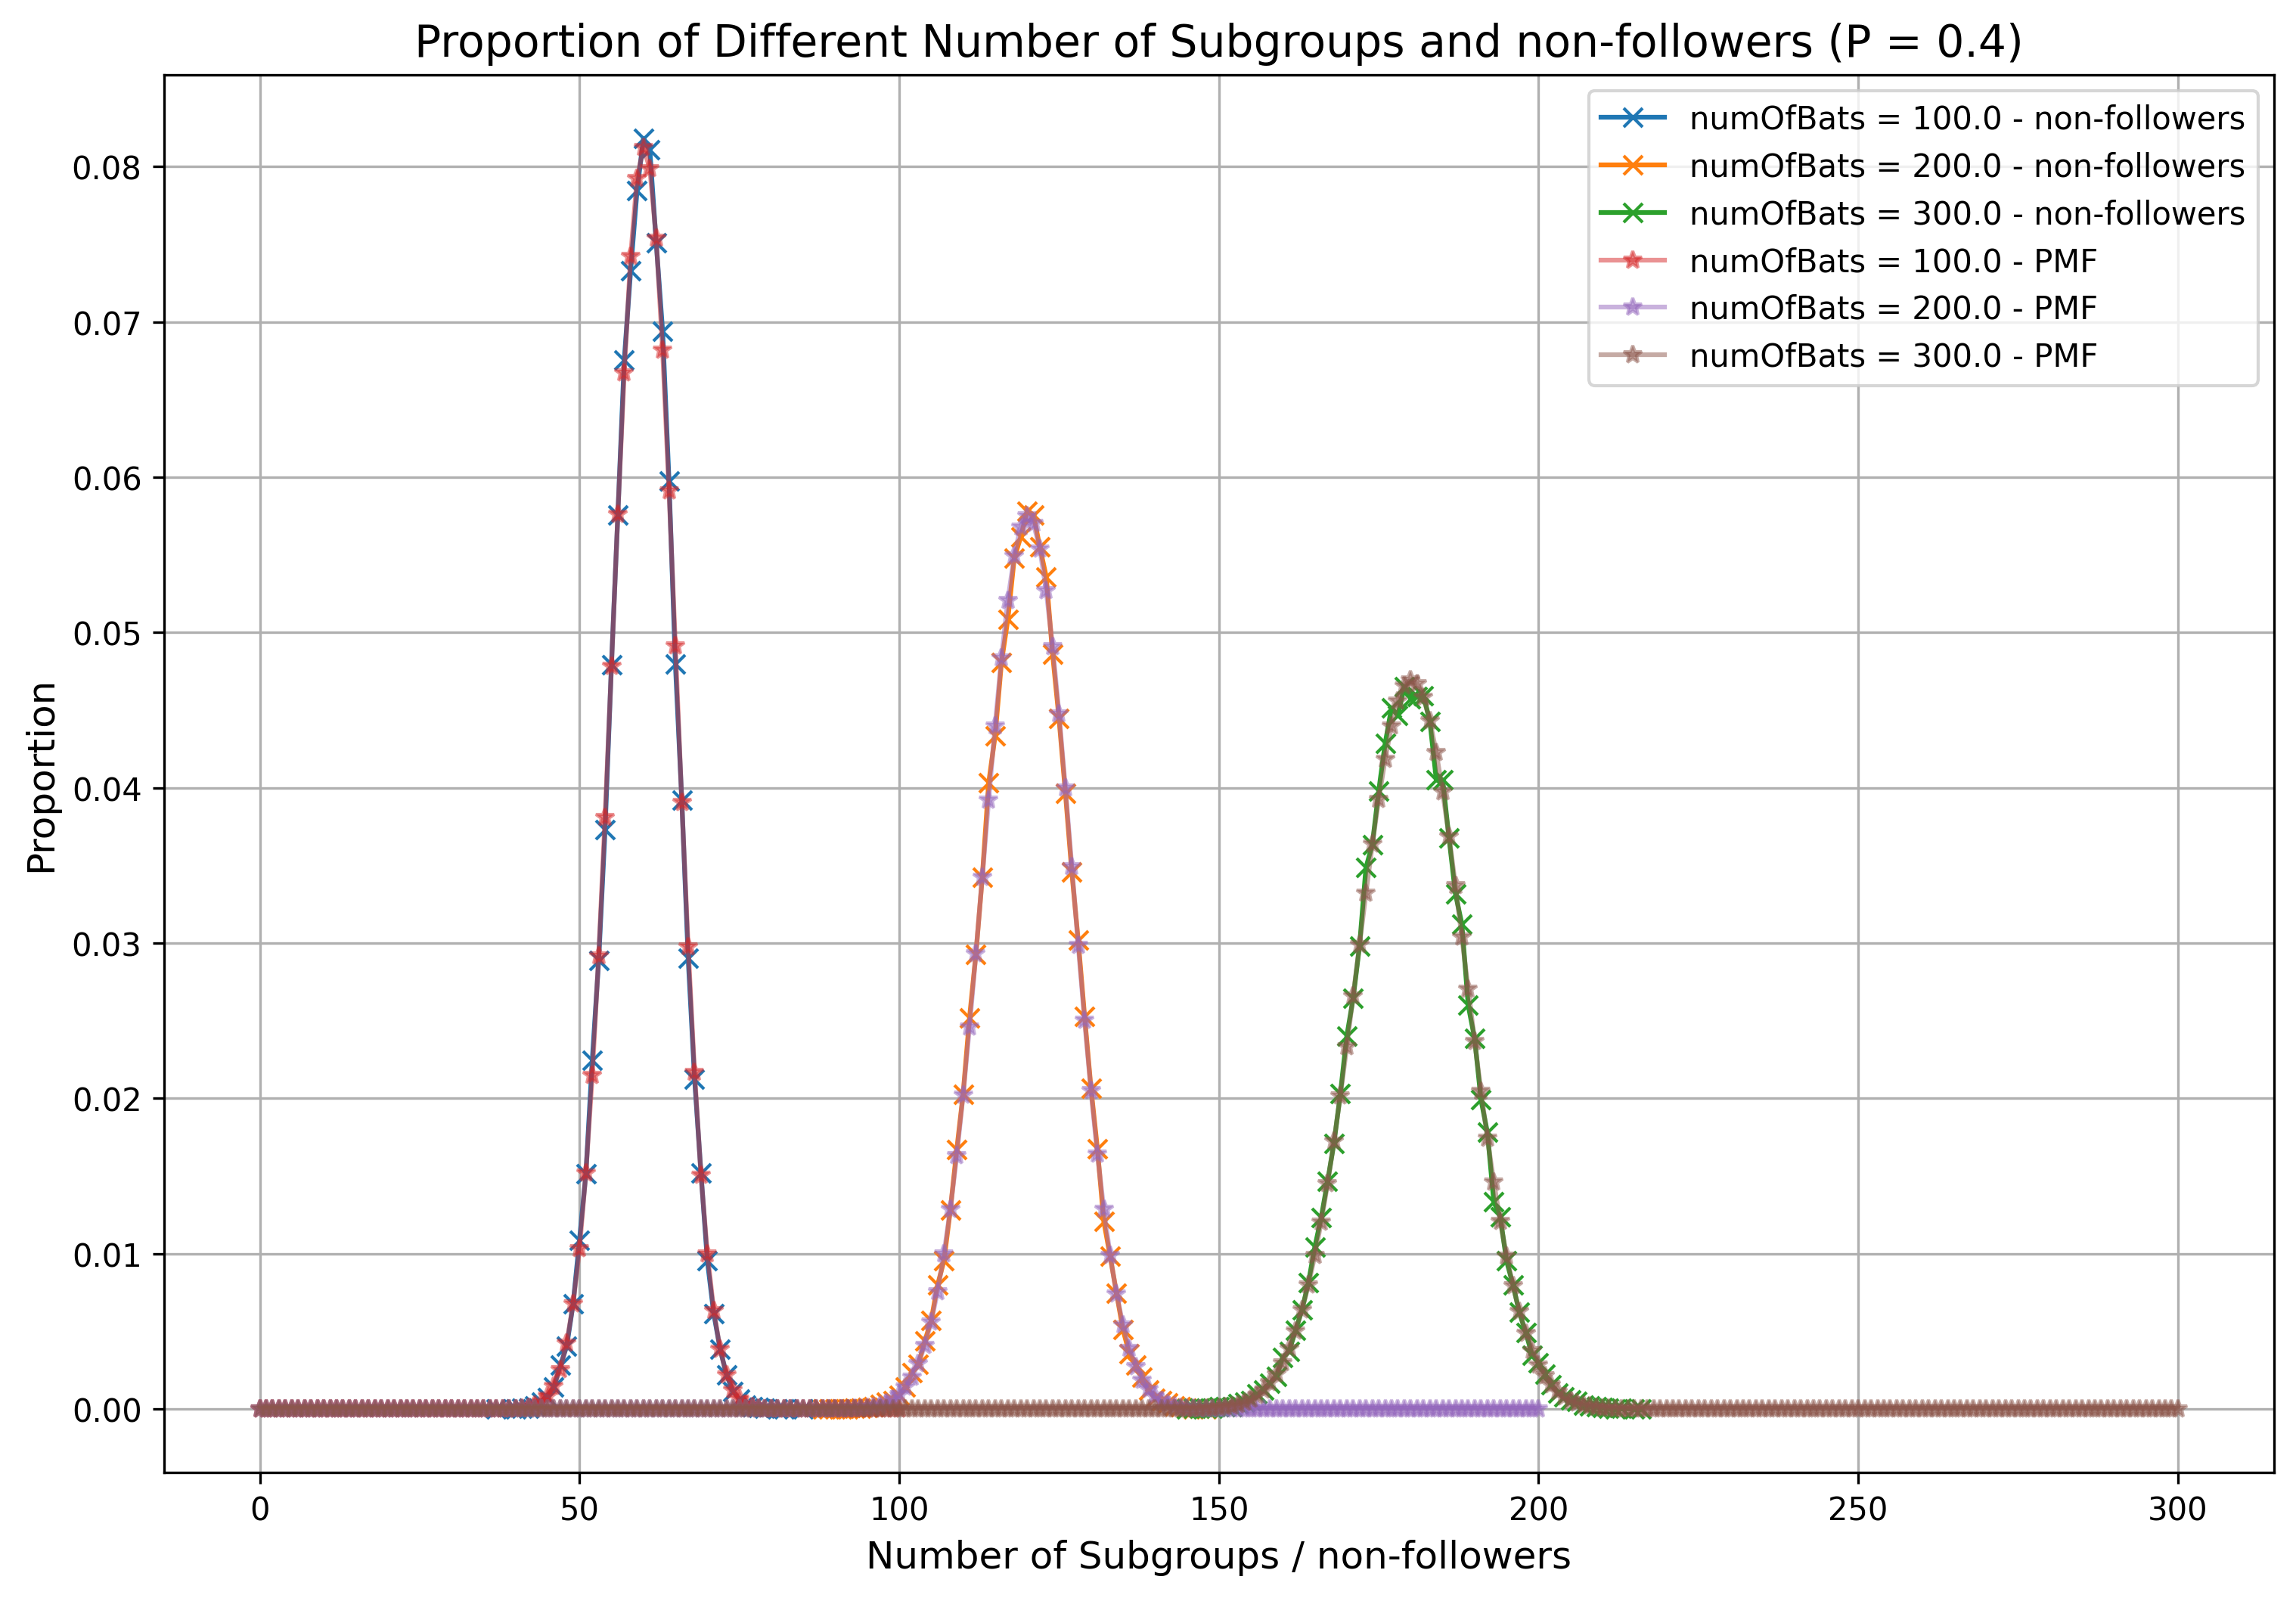 Proportion of Different Number of Subgroups and non-followers (P = 0.4)
numOfBats = 100.0 - non-followers
numOfBats = 200.0 - non-followers
numOfBats = 300.0 - non-followers
numOfBats = 100.0 - PMF
numOfBats = 200.0 - PMF
numOfBats = 300.0 - PMF
Proportion
0.08
0.07
0.06
0.05
0.04
0.03
0.02
0.01
0.00
0 50 100 150 200 250 300
Number of Subgroups / non-followers